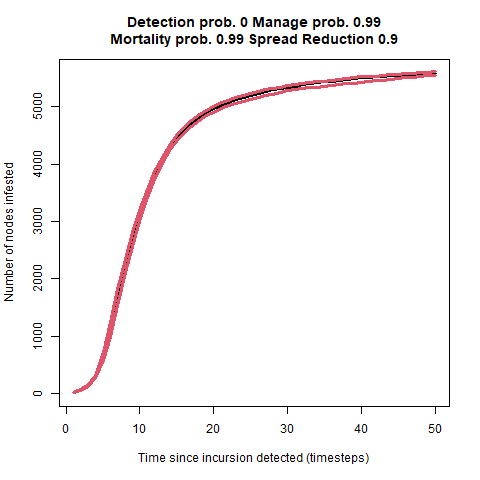 Detection prob. 0 Manage prob. 0.99
Mortality prob. 0.99 Spread Reduction 0.9
Number of nodes infested
5000
4000
3000
2000
1000
0
0 10 20 30 40 50
Time since incursion detected (timesteps)